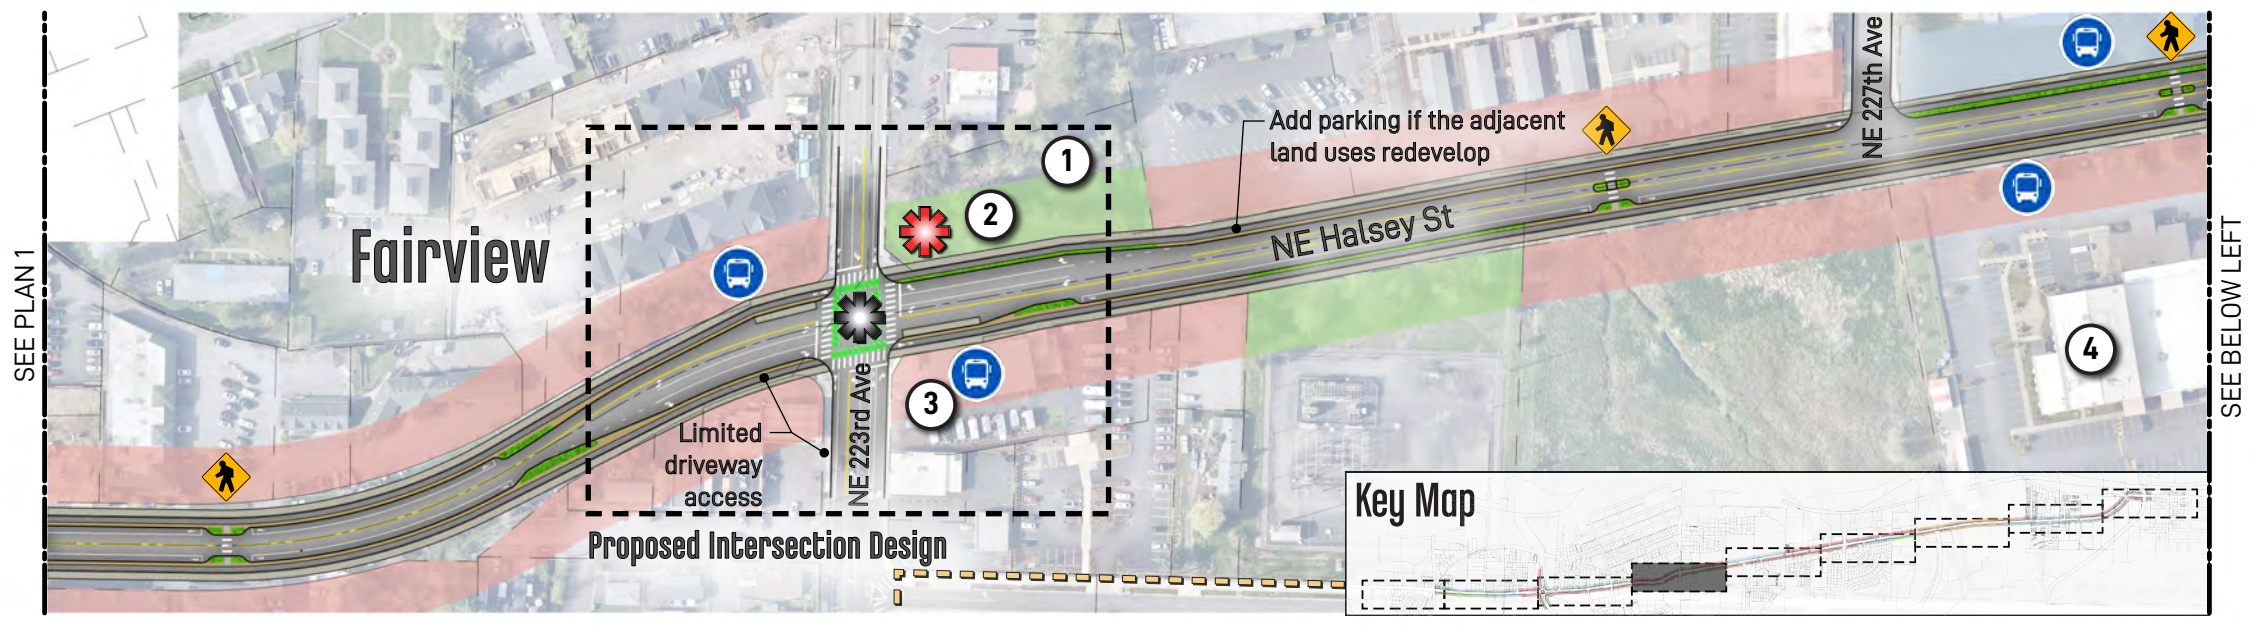 SEE PLAN 1
Fairview
1
2
3
4
Add parking if the adjacent
land uses redevelop
NE Halsey St
NE 227th Ave
NE 223rd Ave
Limited
driveway
access
Proposed Intersection Design
SEE BELOW LEFT
Key Map